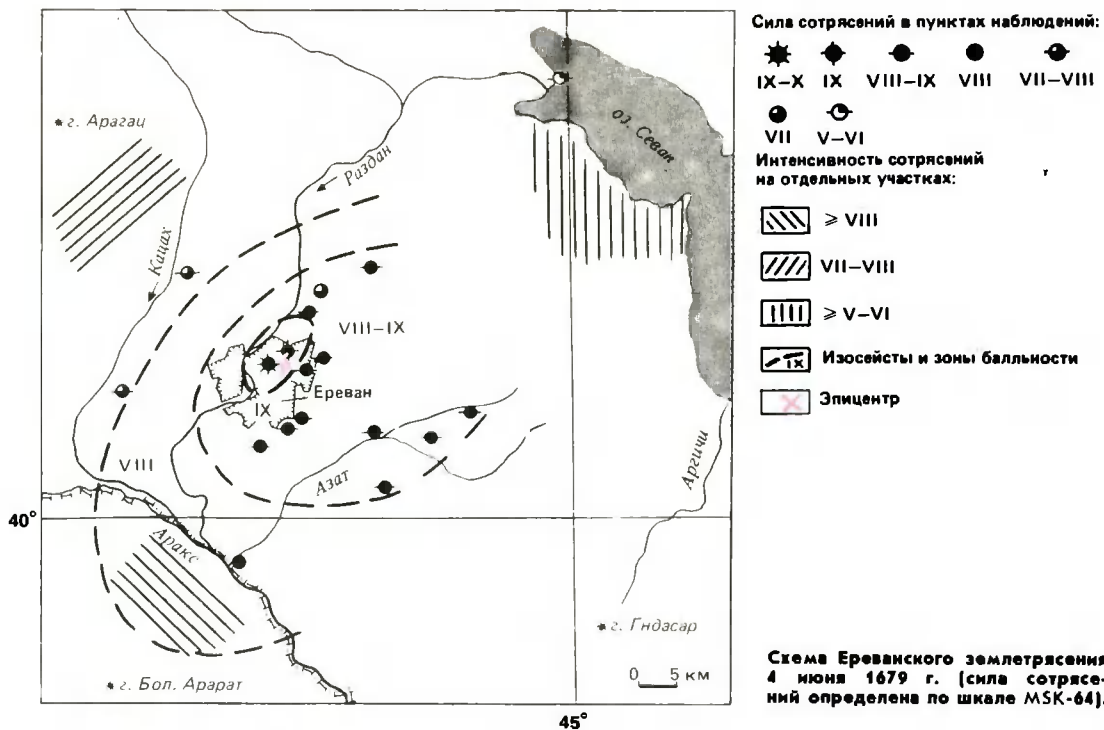 г. Арагац
Кацах
Раздан
оз. Севан
VIII–IX
Ереван
IX
VIII
Азат
Аргичи
40°
Аракс
г. Гндасар
г. Бол. Арарат
0 5 км
45°
Сила сотрясений в пунктах наблюдений:
IX–X IX VIII–IX VIII VII–VIII
VII V–VI
Интенсивность сотрясений
на отдельных участках:
⩾ VIII
VII–VIII
⩾ V–VI
IX Изосейсты и зоны балльности
Эпицентр
Схема Ереванского землетрясения
4 июня 1679 г. (сила сотрясе-
ний определена по шкале MSK-64).